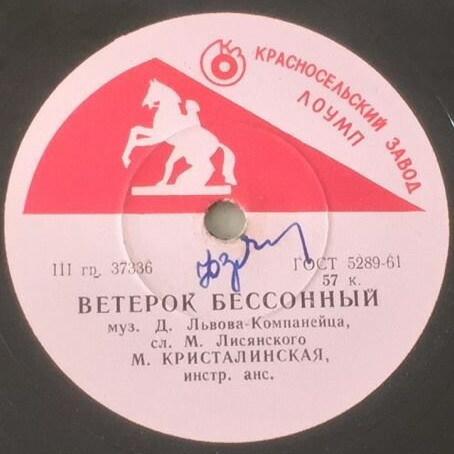 КЗ
КРАСНОСЕЛЬСКИЙ ЗАВОД
ЛОУМП
III гр. 37336
ГОСТ 5289-61
57 к.
ВЕТЕРОК БЕССОННЫЙ
муз. Д. Львова-Компанейца,
сл. М. Лисянского
М. КРИСТАЛИНСКАЯ,
инстр. анс.